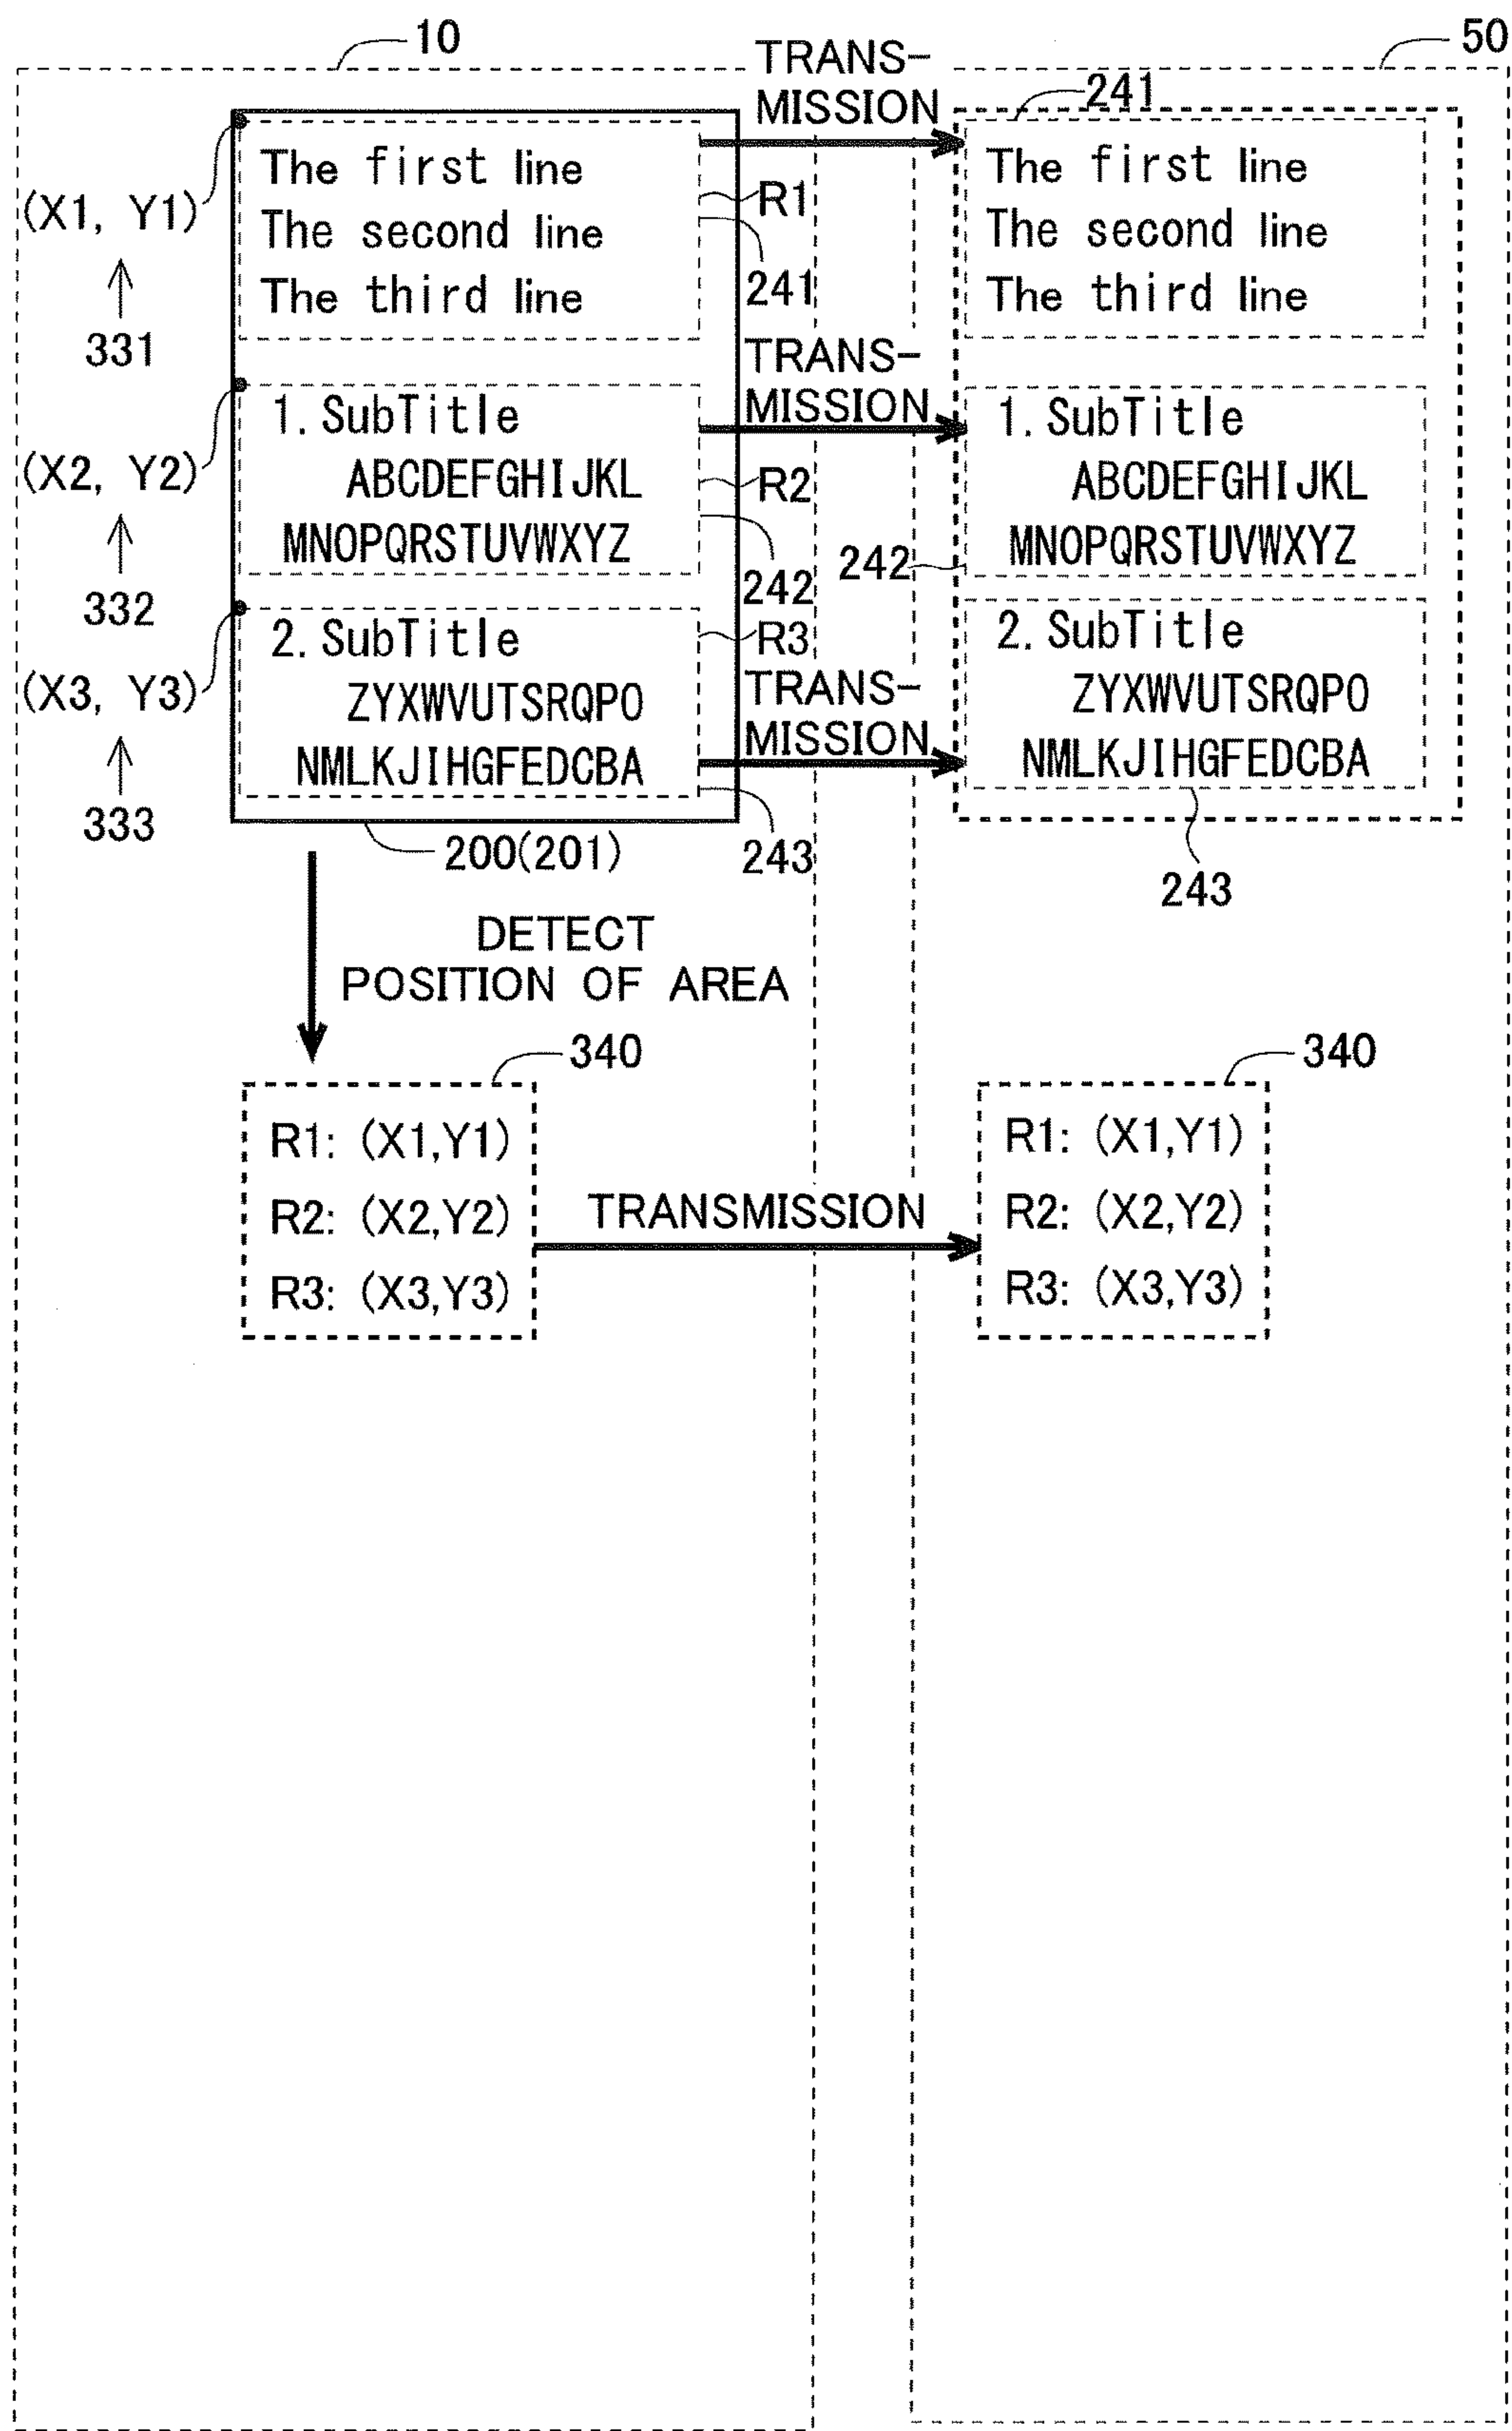 10
50
TRANS-
MISSION
241
The first line
The second line
The third line
(X1, Y1)
331
R1
241
The first line
The second line
The third line
TRANS-
MISSION
1. SubTitle
ABCDEFGHIJKL
MNOPQRSTUVWXYZ
(X2, Y2)
332
R2
242
242
1. SubTitle
ABCDEFGHIJKL
MNOPQRSTUVWXYZ
2. SubTitle
ZYXWVUTSRQPO
NMLKJIHGFEDCBA
(X3, Y3)
333
R3
TRANS-
MISSION
243
2. SubTitle
ZYXWVUTSRQPO
NMLKJIHGFEDCBA
200(201)
243
DETECT
POSITION OF AREA
340
R1: (X1,Y1)
R2: (X2,Y2)
R3: (X3,Y3)
TRANSMISSION
340
R1: (X1,Y1)
R2: (X2,Y2)
R3: (X3,Y3)